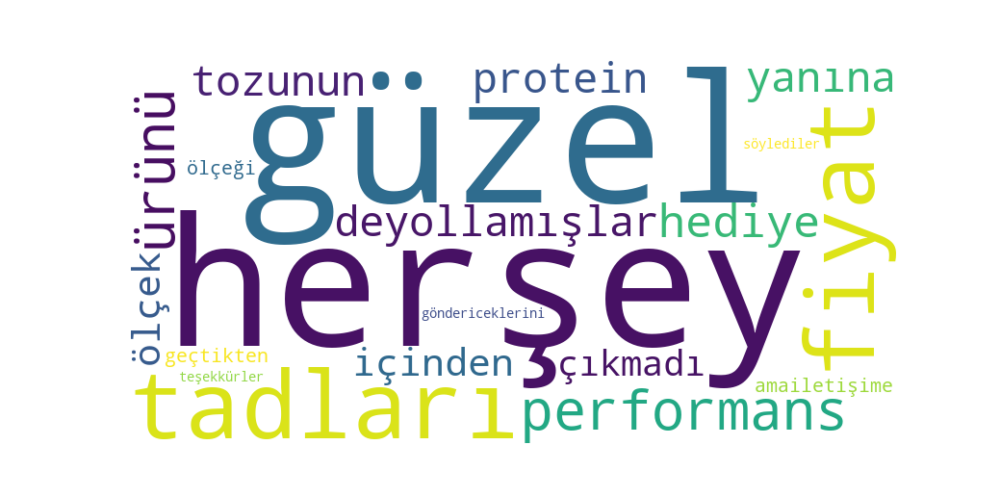 tozunun
protein
yanına
güzel
ürünü
fiyat
söylediler
ölçeği
deyollamışlar
hediye
herşey
ölçek
göndericeklerini
geçtikten
içinden
çıkmadı
teşekkürler
tadları
performans
amailetişime